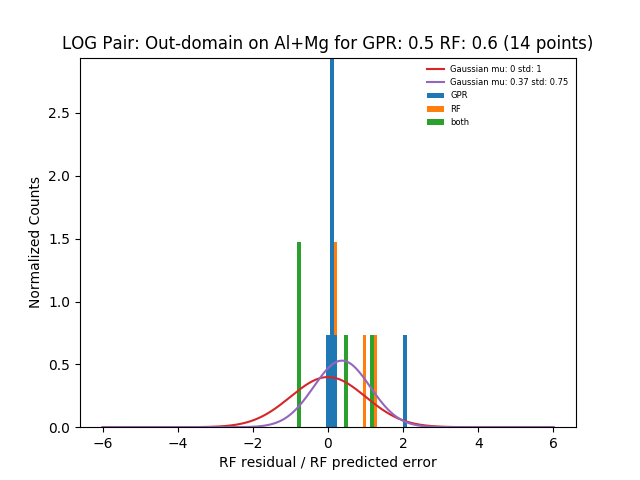 LOG Pair: Out-domain on Al+Mg for GPR: 0.5 RF: 0.6 (14 points)
Gaussian mu: 0 std: 1
Gaussian mu: 0.37 std: 0.75
GPR
RF
both
Normalized Counts
2.5
2.0
1.5
1.0
0.5
0.0
−6 −4 −2 0 2 4 6
RF residual / RF predicted error